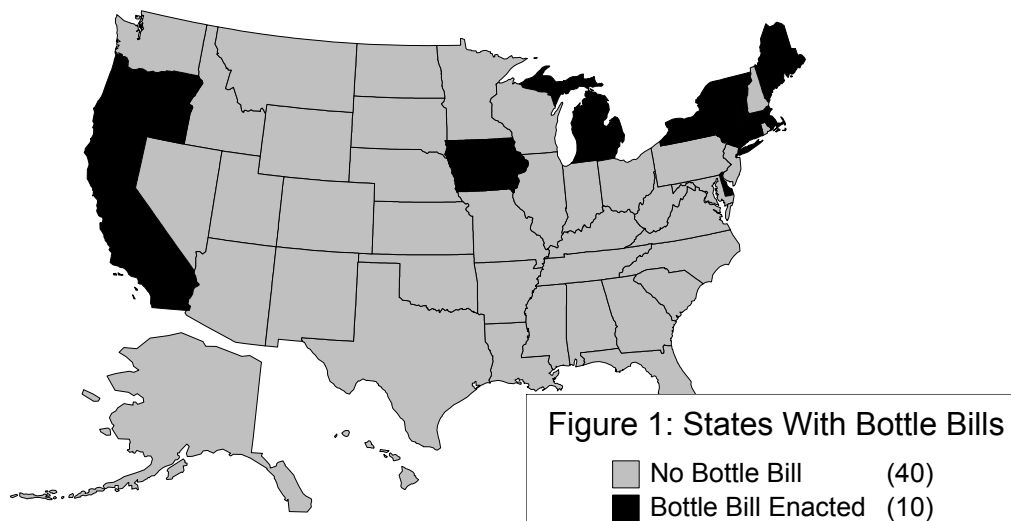 Figure 1: States With Bottle Bills
No Bottle Bill (40)
Bottle Bill Enacted (10)